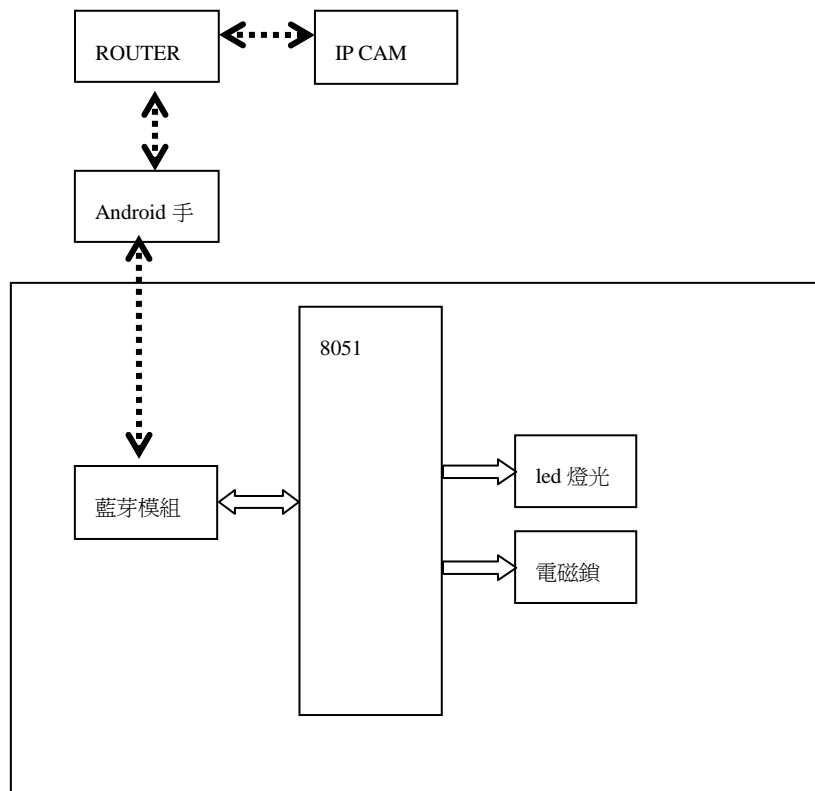 ROUTER
IP CAM
Android 手
8051
led 燈光
藍芽模組
電磁鎖